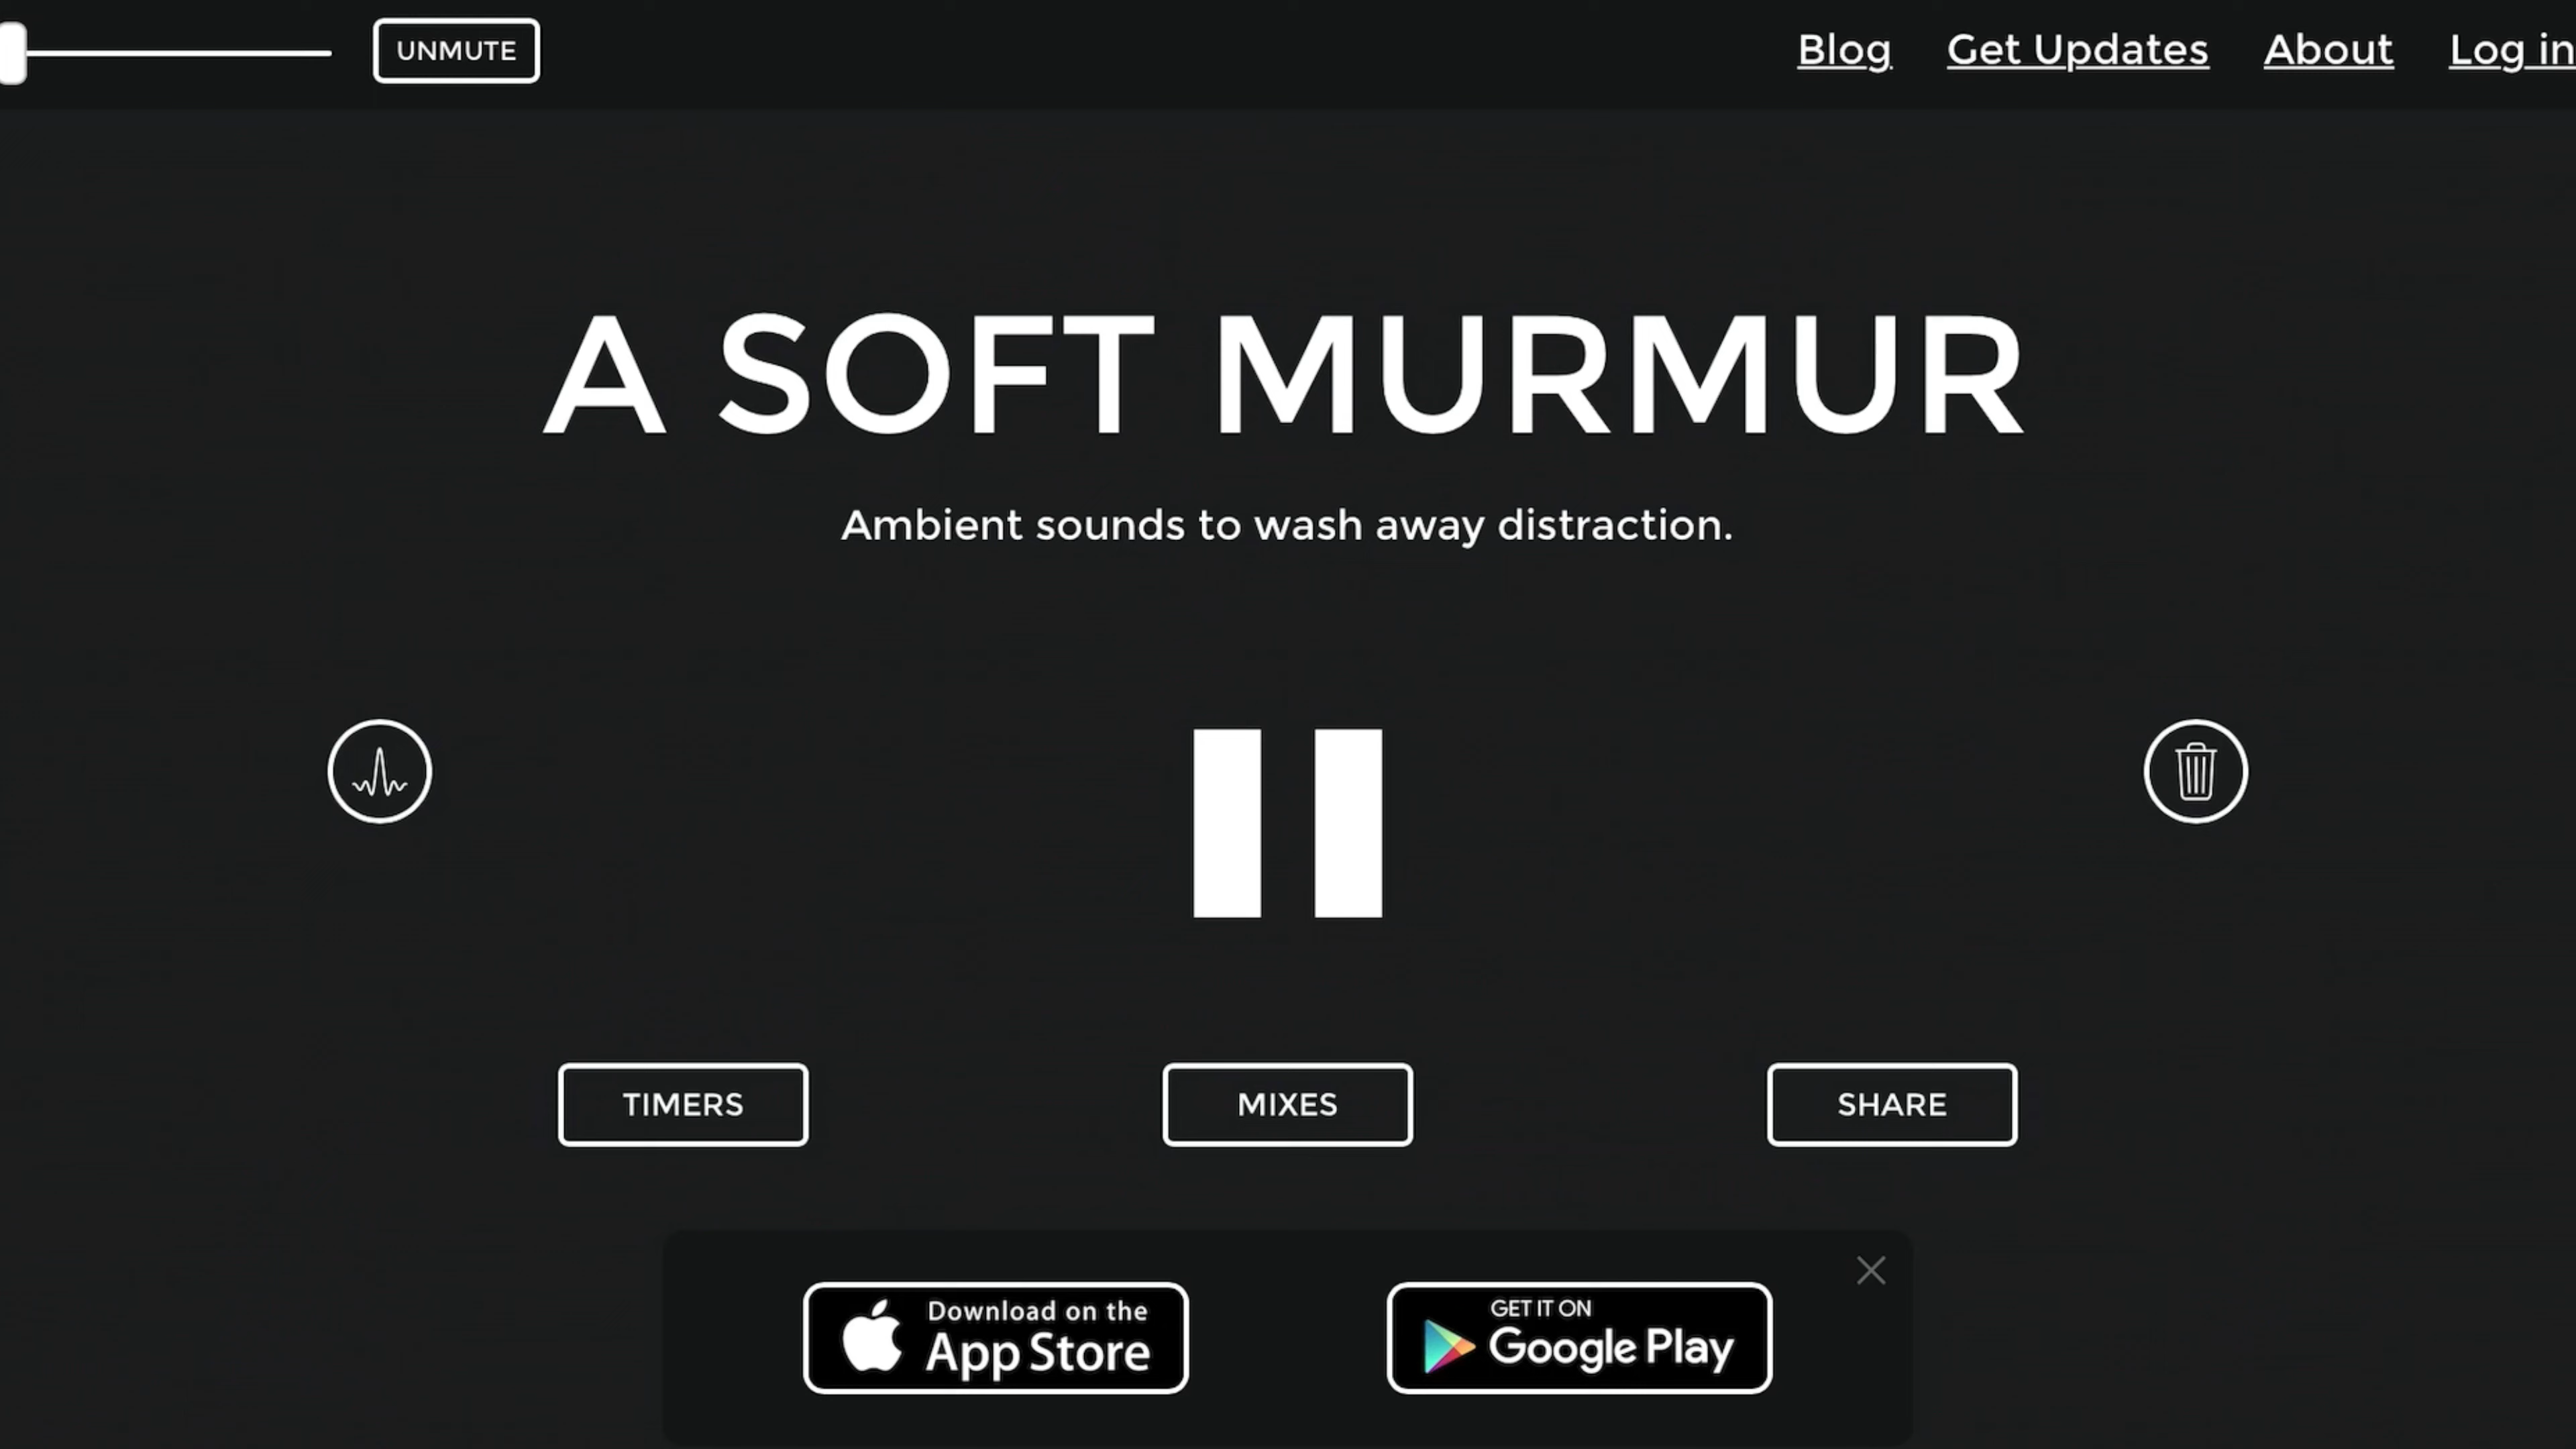 UNMUTE
Blog Get Updates About Log in
A SOFT MURMUR
Ambient sounds to wash away distraction.
TIMERS
MIXES
SHARE
Download on the
App Store
GET IT ON
Google Play